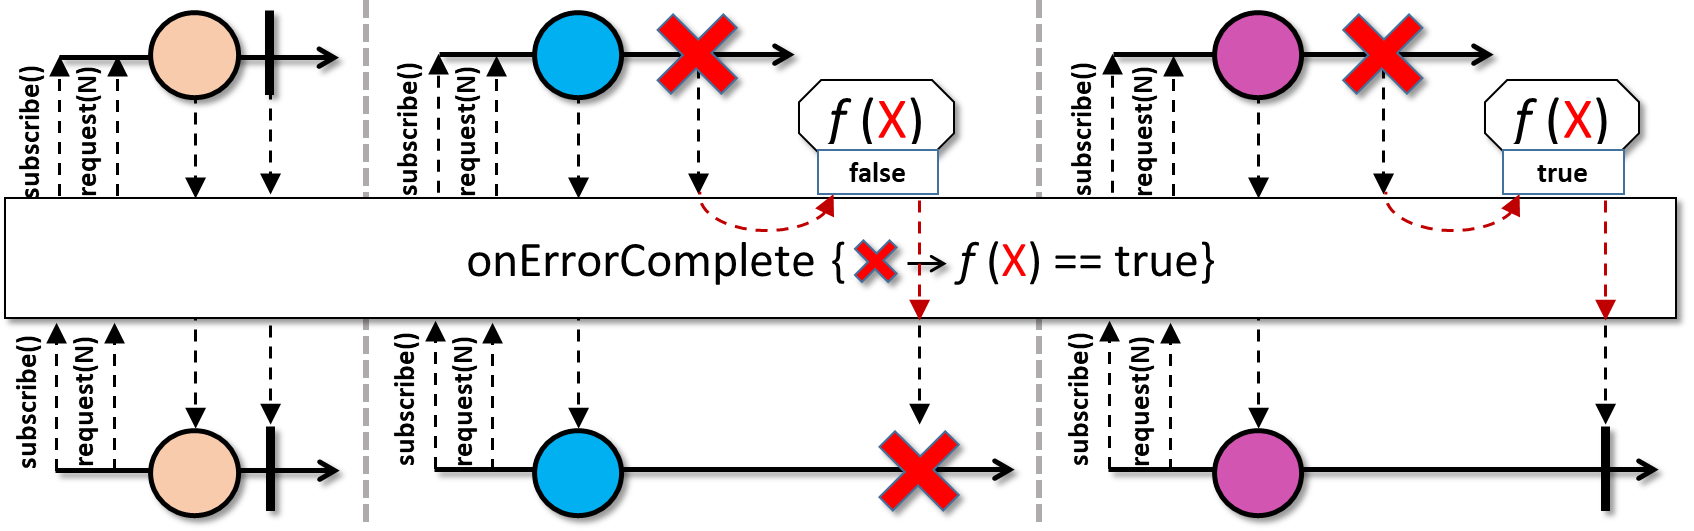 subscribe()
request(N)
subscribe()
request(N)
f (X)
false
subscribe()
request(N)
f (X)
true
onErrorComplete { → f (X) == true}
subscribe()
request(N)
subscribe()
request(N)
subscribe()
request(N)